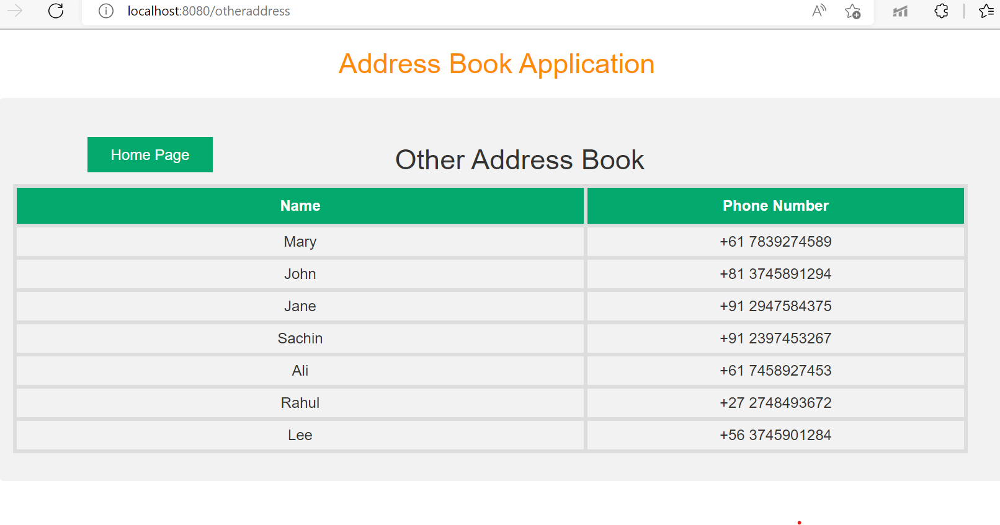 localhost:8080/otheraddress
Address Book Application
Home Page
Other Address Book
Name Phone Number
Mary +61 7839274589
John +81 3745891294
Jane +91 2947584375
Sachin +91 2397453267
Ali +61 7458927453
Rahul +27 2748493672
Lee +56 3745901284